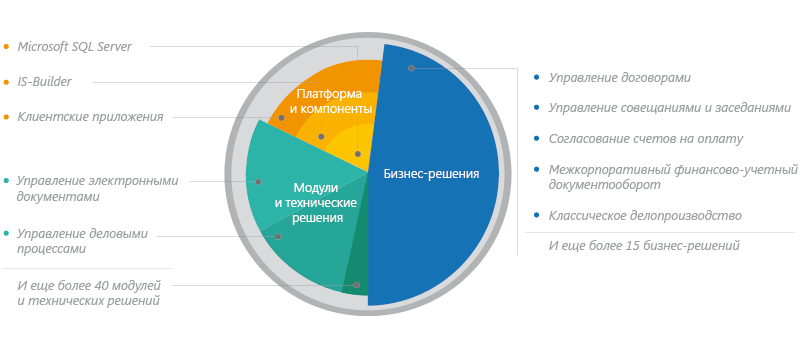 Microsoft SQL Server
IS-Builder
Клиентские приложения
Управление электронными
документами
Управление деловыми
процессами
И еще более 40 модулей
и технических решений
Платформа
и компоненты
Модули
и технические
решения
Бизнес-решения
Управление договорами
Управление совещаниями и заседаниями
Согласование счетов на оплату
Межкорпоративный финансово-учетный
документооборот
Классическое делопроизводство
И еще более 15 бизнес-решений